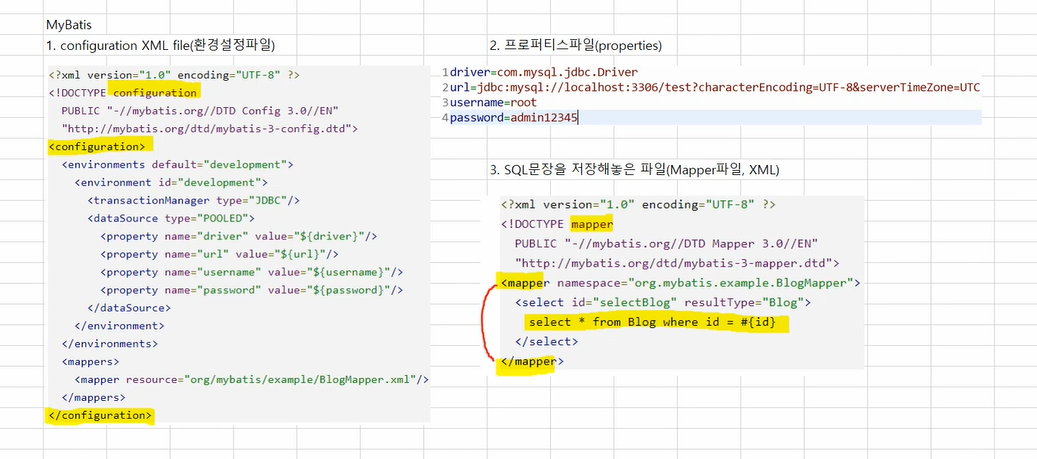 MyBatis
1. configuration XML file(환경설정파일)
<?xml version="1.0" encoding="UTF-8" ?>
<!DOCTYPE configuration
PUBLIC "-//mybatis.org//DTD Config 3.0//EN"
"http://mybatis.org/dtd/mybatis-3-config.dtd">
<configuration>
<environments default="development">
<environment id="development">
<transactionManager type="JDBC"/>
<dataSource type="POOLED">
<property name="driver" value="${driver}"/>
<property name="url" value="${url}"/>
<property name="username" value="${username}"/>
<property name="password" value="${password}"/>
</dataSource>
</environment>
</environments>
<mappers>
<mapper resource="org/mybatis/example/BlogMapper.xml"/>
</mappers>
</configuration>
2. 프로퍼티스파일(properties)
1 driver=com.mysql.jdbc.Driver
2 url=jdbc:mysql://localhost:3306/test?characterEncoding=UTF-8&serverTimeZone=UTC
3 username=root
4 password=admin12345
3. SQL문장을 저장해놓은 파일(Mapper파일, XML)
<?xml version="1.0" encoding="UTF-8" ?>
<!DOCTYPE mapper
PUBLIC "-//mybatis.org//DTD Mapper 3.0//EN"
"http://mybatis.org/dtd/mybatis-3-mapper.dtd">
<mapper namespace="org.mybatis.example.BlogMapper">
<select id="selectBlog" resultType="Blog">
select * from Blog where id = #{id}
</select>
</mapper>